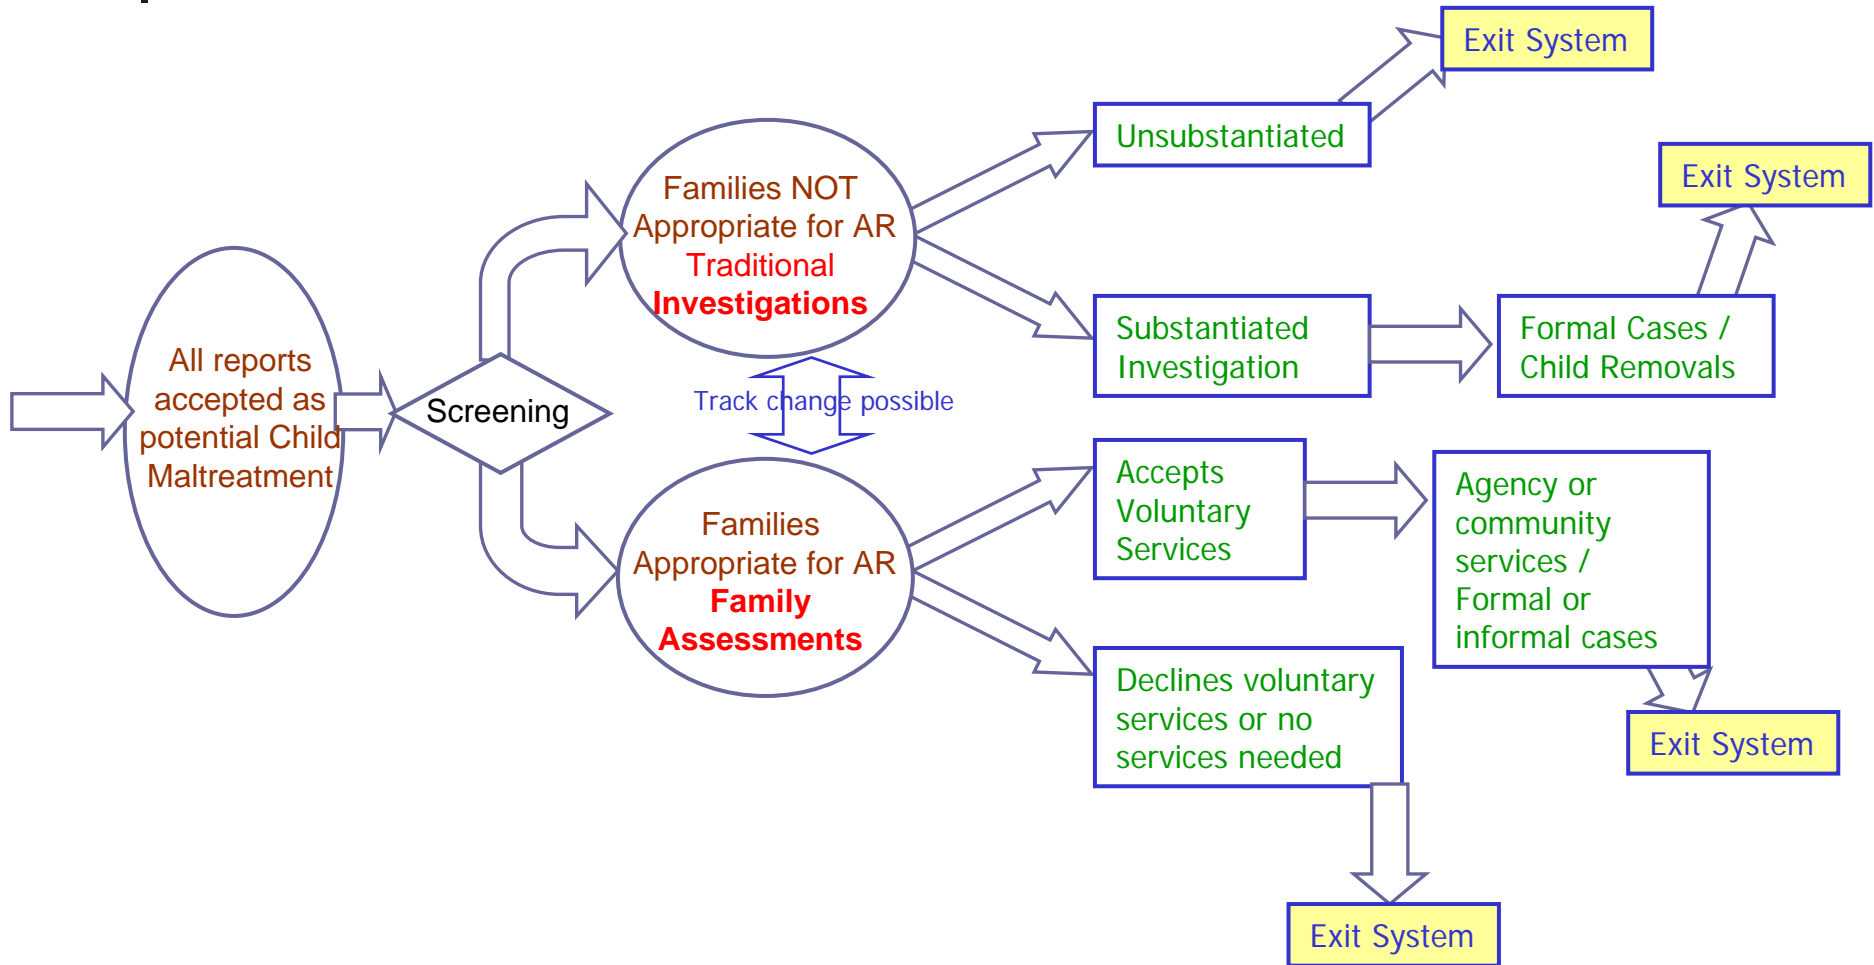 All reports
accepted as
potential Child
Maltreatment
Screening
Families NOT
Appropriate for AR
Traditional
Investigations
Track change possible
Families
Appropriate for AR
Family
Assessments
Unsubstantiated
Exit System
Substantiated
Investigation
Formal Cases /
Child Removals
Exit System
Accepts
Voluntary
Services
Agency or
community
services /
Formal or
informal cases
Exit System
Declines voluntary
services or no
services needed
Exit System